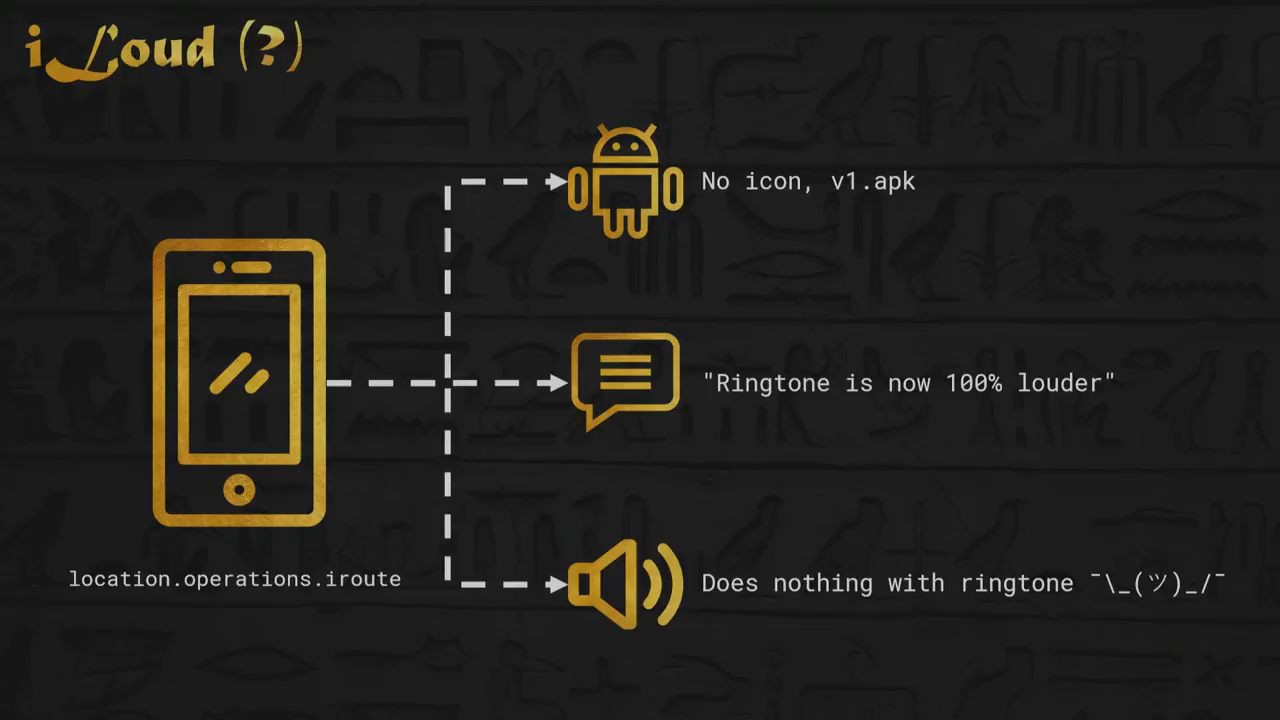 iLoud (?)
No icon, v1.apk
"Ringtone is now 100% louder"
location.operations.iroute
Does nothing with ringtone ¯\_(ツ)_/¯